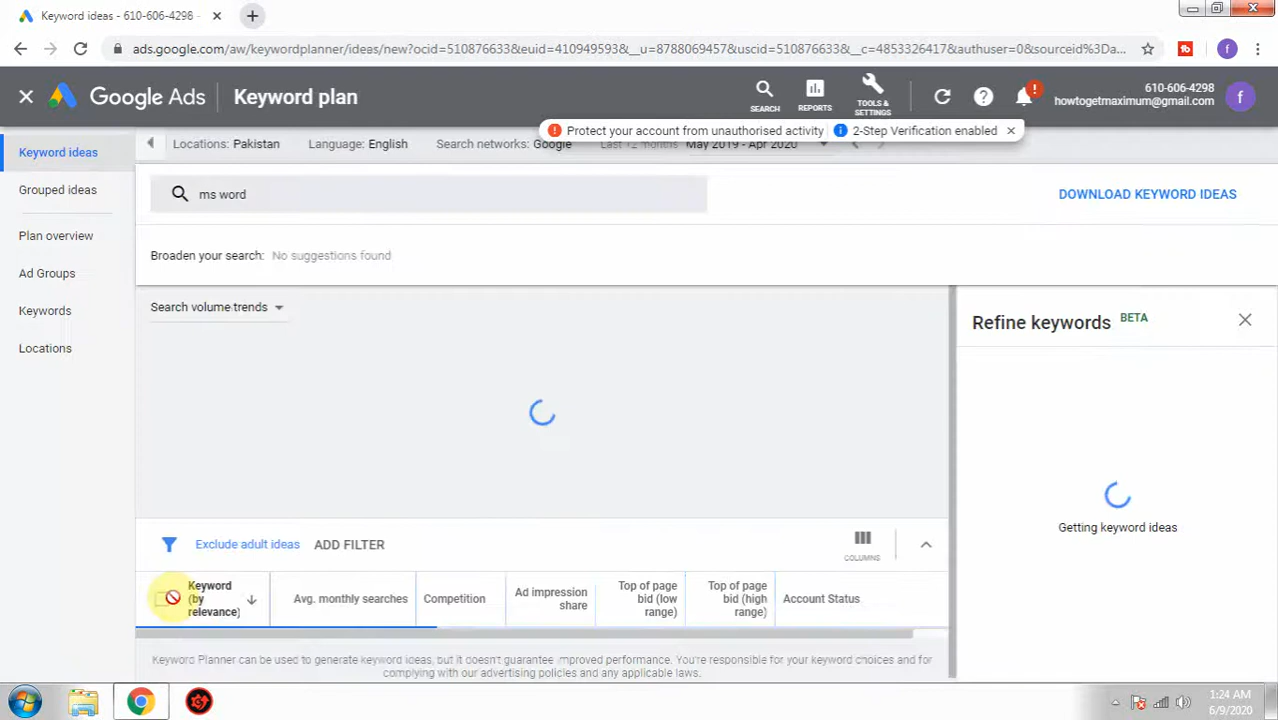 Keyword ideas - 610-606-4298 -
ads.google.com/aw/keywordplanner/ideas/new?ocid=510876633&euid=410949593&__u=8788069457&uscid=510876633&__c=4853326417&authuser=0&sourceid%3Da...
f
Google Ads
Keyword plan
SEARCH
REPORTS
TOOLS &
SETTINGS
!
610-606-4298
howtogetmaximum@gmail.com
f
Protect your account from unauthorised activity
2-Step Verification enabled
Keyword ideas
Grouped ideas
Plan overview
Ad Groups
Keywords
Locations
Locations: Pakistan
Language: English
Search networks: Google
Last 12 months
May 2019 - Apr 2020
ms word
DOWNLOAD KEYWORD IDEAS
Broaden your search: No suggestions found
Search volume trends
Refine keywords BETA
Getting keyword ideas
Exclude adult ideas
ADD FILTER
COLUMNS
Keyword
(by
relevance)
Avg. monthly searches
Competition
Ad impression
share
Top of page
bid (low
range)
Top of page
bid (high
range)
Account Status
Keyword Planner can be used to generate keyword ideas, but it doesn't guarantee improved performance. You're responsible for your keyword choices and for
complying with our advertising policies and any applicable laws.
1:24 AM
6/9/2020